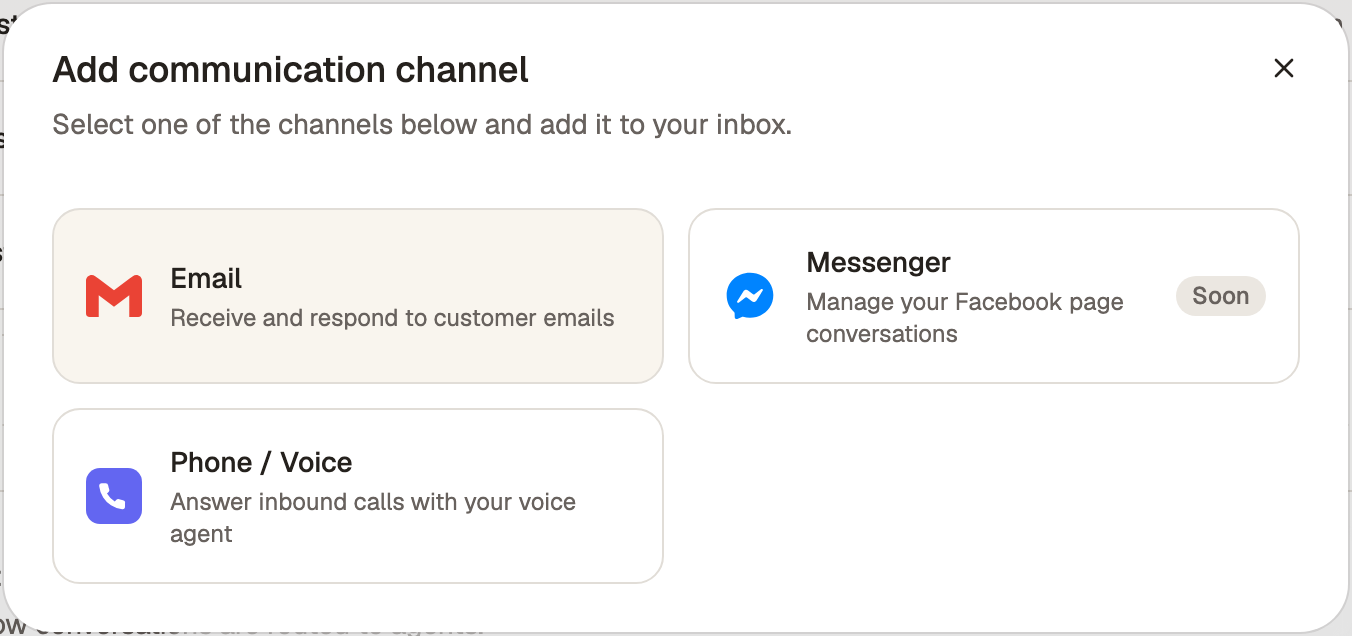 Add communication channel
Select one of the channels below and add it to your inbox.
Email
Receive and respond to customer emails
Messenger
Manage your Facebook page
conversations
Soon
Phone / Voice
Answer inbound calls with your voice
agent